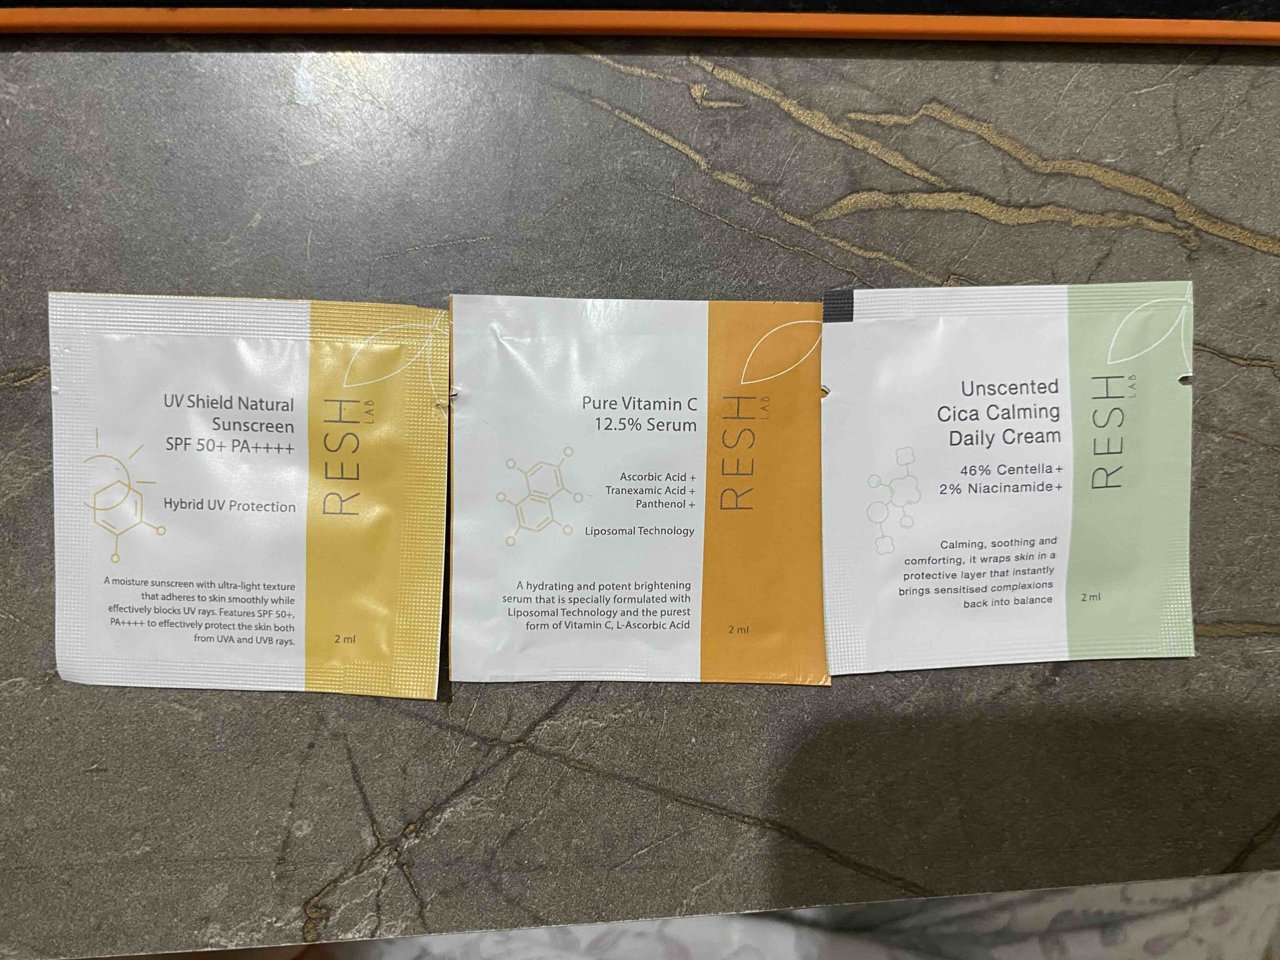 UV Shield Natural
Sunscreen
SPF 50+ PA++++
Hybrid UV Protection
A moisture sunscreen with ultra-light texture
that adheres to skin smoothly while
effectively blocks UV rays. Features SPF 50+,
PA++++ to effectively protect the skin both
from UVA and UVB rays.
RESH
LAB
2 ml
Pure Vitamin C
12.5% Serum
Ascorbic Acid +
Tranexamic Acid +
Panthenol +
Liposomal Technology
A hydrating and potent brightening
serum that is specially formulated with
Liposomal Technology and the purest
form of Vitamin C, L-Ascorbic Acid
RESH
LAB
2 ml
Unscented
Cica Calming
Daily Cream
46% Centella+
2% Niacinamide+
Calming, soothing and
comforting, it wraps skin in a
protective layer that instantly
brings sensitised complexions
back into balance
RESH
LAB
2 ml